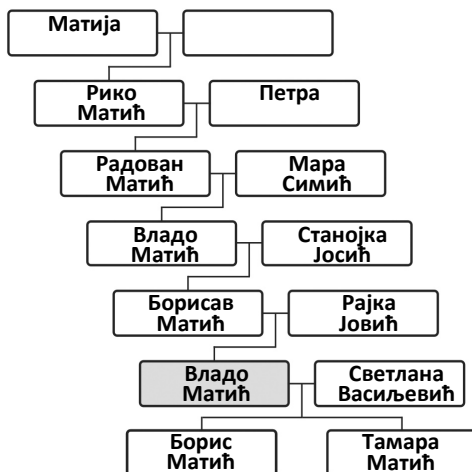 Матија
Рико
Матић
Петра
Радован
Матић
Мара
Симић
Владо
Матић
Станојка
Јосић
Борисав
Матић
Рајка
Јовић
Владо
Матић
Светлана
Васиљевић
Борис
Матић
Тамара
Матић